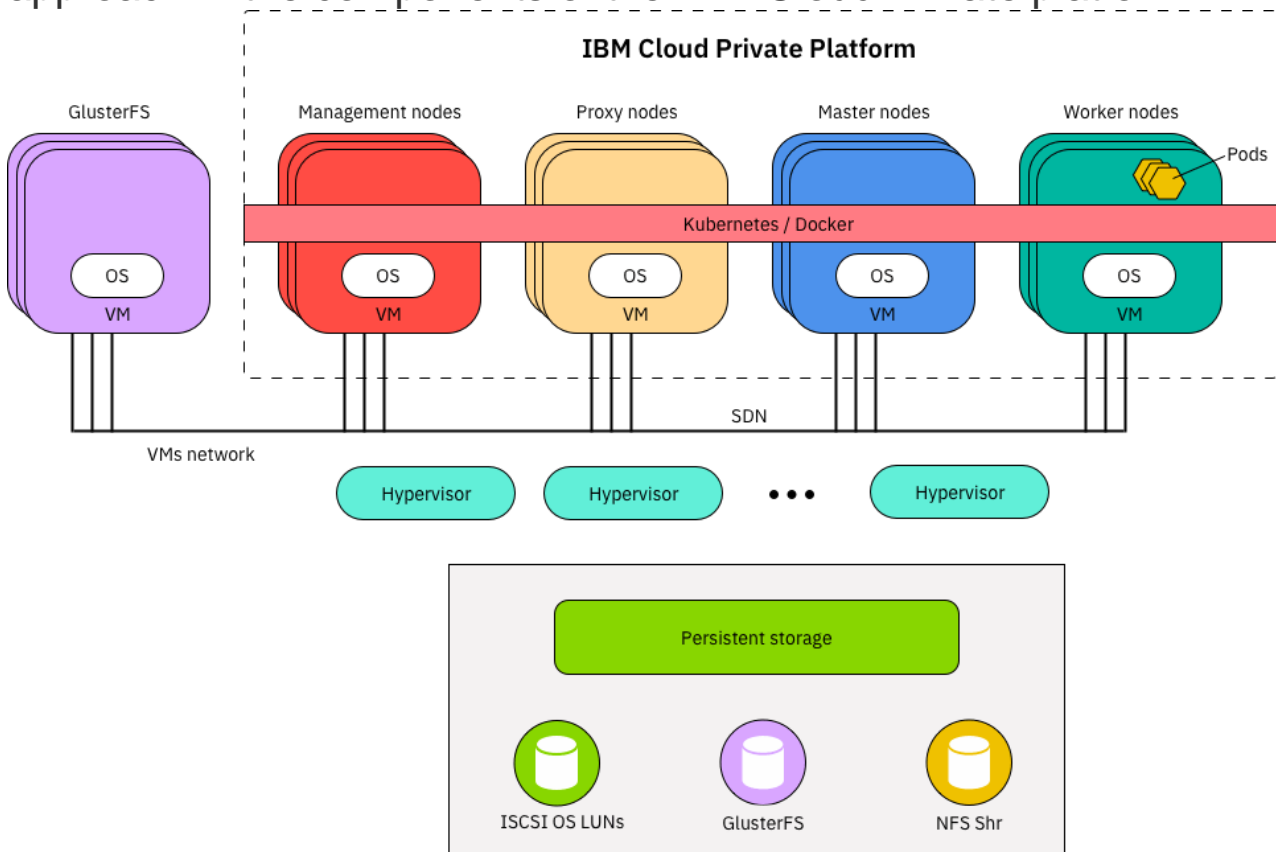 IBM Cloud Private Platform
GlusterFS
Management nodes
Proxy nodes
Master nodes
Worker nodes
Pods
Kubernetes / Docker
OS
OS
OS
OS
OS
VM
VM
VM
VM
VM
SDN
VMs network
Hypervisor
Hypervisor
Hypervisor
Persistent storage
ISCSI OS LUNs
GlusterFS
NFS Shr